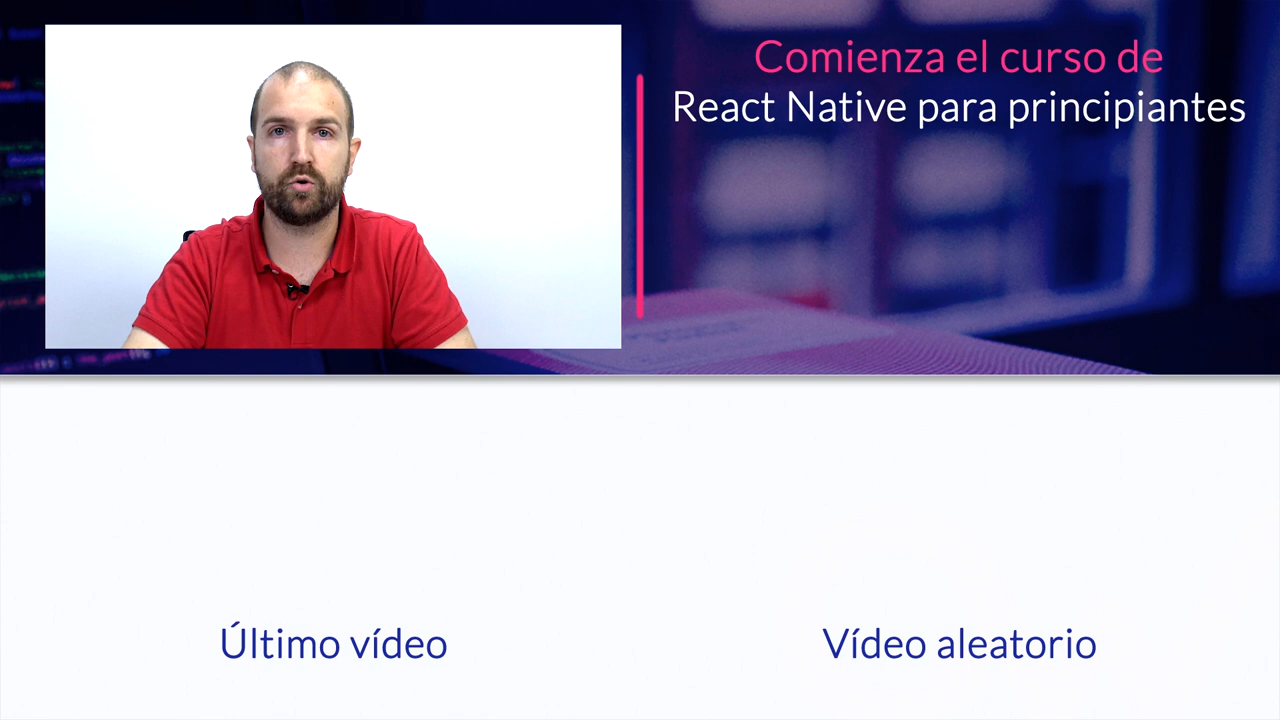 Comienza el curso de
React Native para principiantes
Último vídeo
Vídeo aleatorio